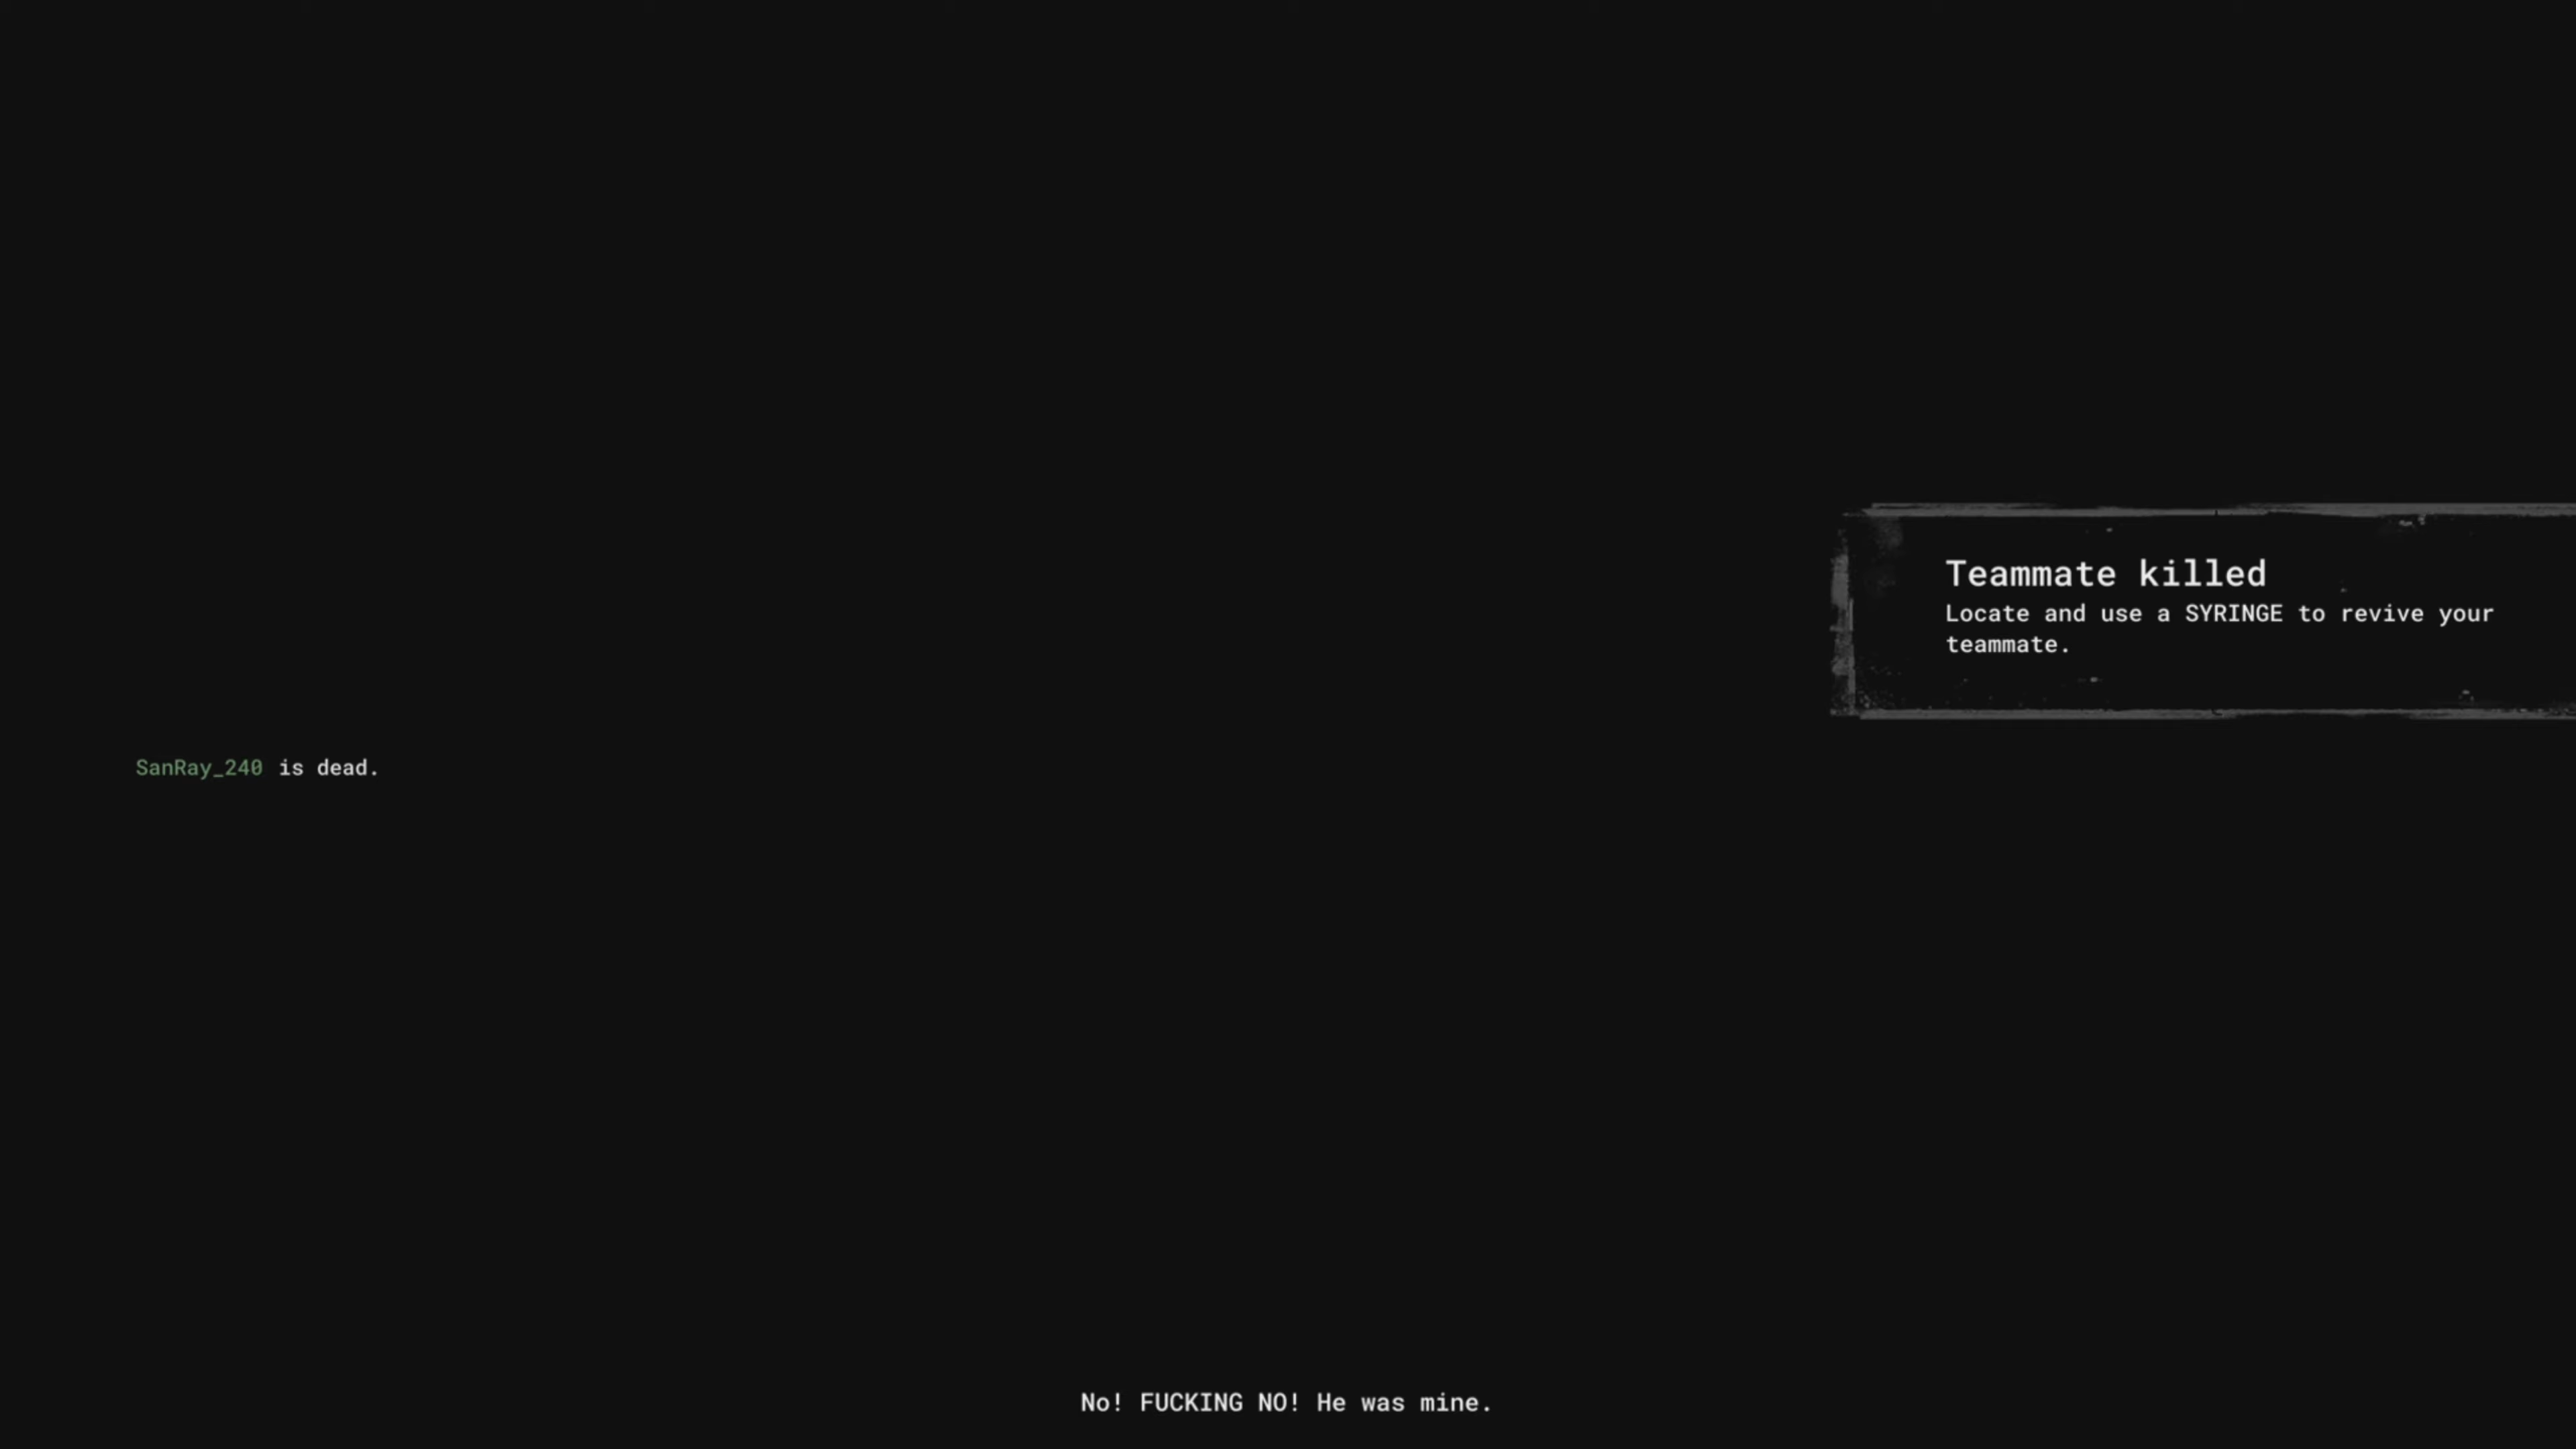 Teammate killed
Locate and use a SYRINGE to revive your
teammate.
SanRay_240 is dead.
No! FUCKING NO! He was mine.